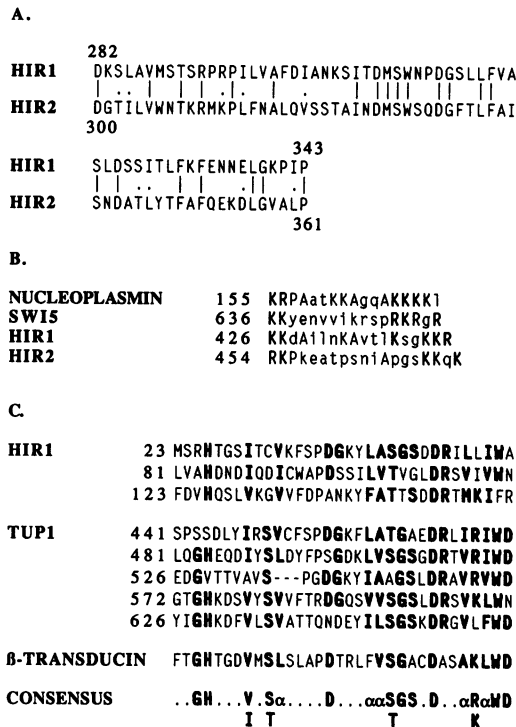 A.
282
HIR1 DKSLAVMSTSRPRPILVAFDIANKSITDMSWNPDGSLLFVA
| . . | | | . | . | . | | | | | | | | |
HIR2 DGTILVWNTKRMKPLFNALQVSSTAINDMSWSQDGFTLFAI
300
343
HIR1 SLDSSITLFKFENNELGKPIP
| | . . | | . | | . |
HIR2 SNDATLYTFAFQEKDLGVALP
361
B.
NUCLEOPLASMIN 155 KRPAatKKAgqAKKKKl
SWI5 636 KKyenvvikrspRKRgR
HIR1 426 KKdAilnKAvtlKsgKKR
HIR2 454 RKPkeatpsniApgsKKqK
C.
HIR1 23 MSRHTGSITCVKFSPDGKYLASGSDDRILLIWA
81 LVAHDNDIQDICWAPDSSILVTVGLDRSVIVWN
123 FDVHQSLVKGVVFDPANKYFATTSDDRTMKIFR
TUP1 441 SPSSDLYIRSVCFSPDGKFLATGAEDRLIRIWD
481 LQGHEQDIYSLDYFPSGDKLVSGSGDRTVRIWD
526 EDGVTTVAVS---PGDGKYIAAGSLDRAVRVWD
572 GTGHKDSVYSVVFTRDGQSVVSGSLDRSVKLWN
626 YIGHKDFVLSVATTQNDEYILSGSKDRGVLFWD
ß-TRANSDUCIN FTGHTGDVMSLSLAPDTRLFVSGACDASAKLWD
CONSENSUS ..GH...V.Sα....D...ααSGS.D..αRαWD
I T T K